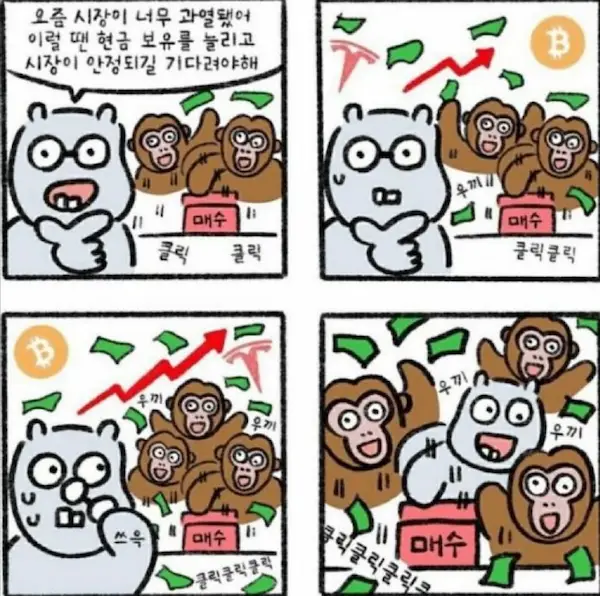 요즘 시장이 너무 과열됐어
이럴 땐 현금 보유를 늘리고
시장이 안정되길 기다려야해
매수
클릭 클릭
우끼
매수
클릭클릭
우끼
우끼
쓰윽
매수
클릭클릭클릭
우끼
우끼
매수
클릭클릭클릭